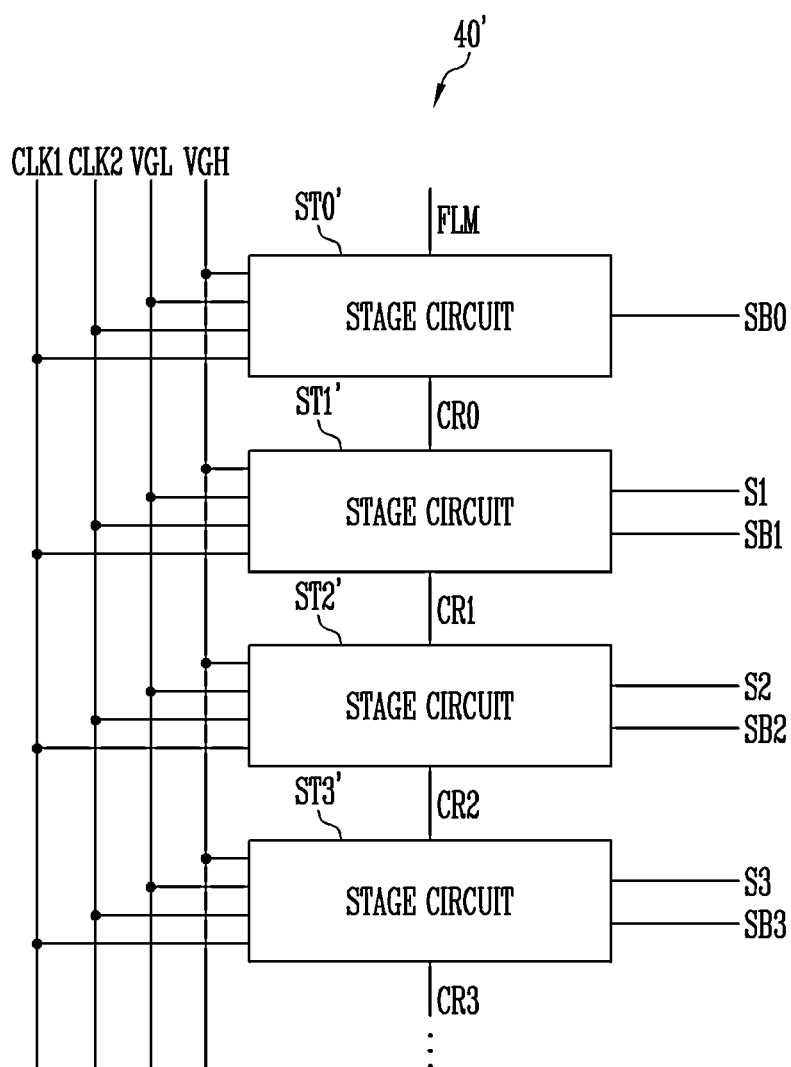 40'
CLK1 CLK2 VGL VGH
ST0'
FLM
STAGE CIRCUIT
SB0
ST1'
CR0
STAGE CIRCUIT
S1
SB1
ST2'
CR1
STAGE CIRCUIT
S2
SB2
ST3'
CR2
STAGE CIRCUIT
S3
SB3
CR3